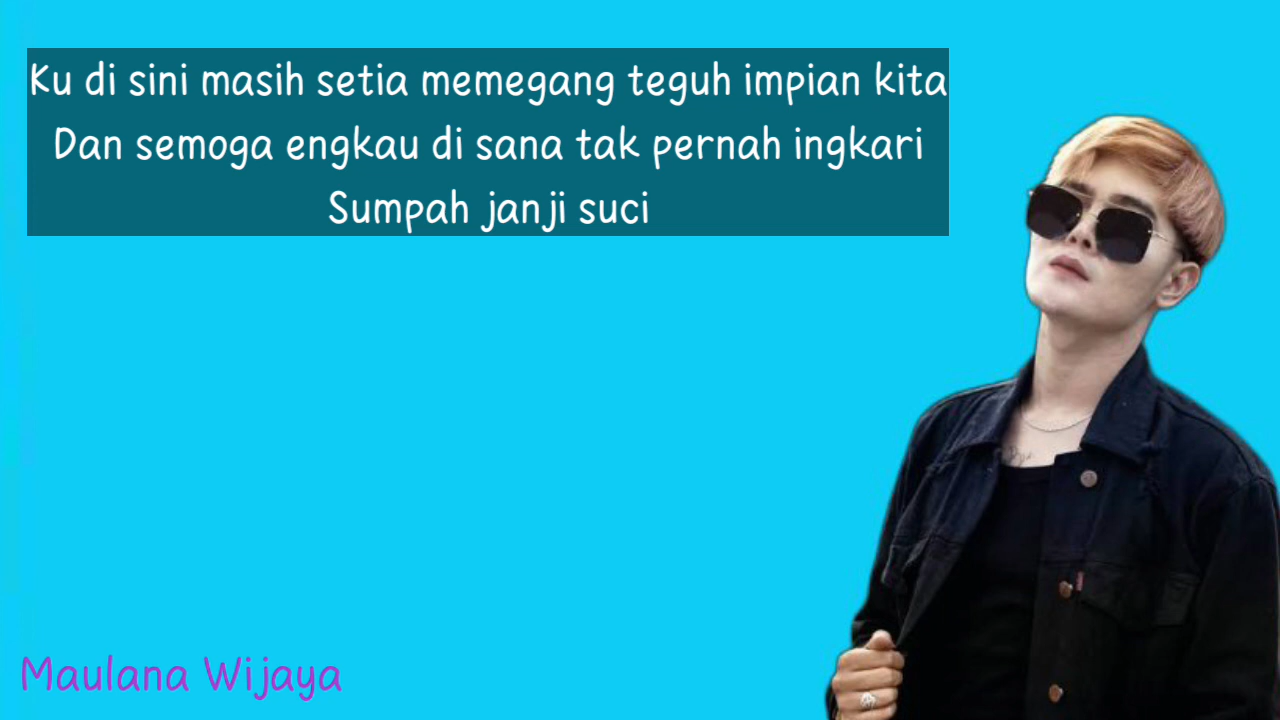 Ku di sini masih setia memegang teguh impian kita
Dan semoga engkau di sana tak pernah ingkari
Sumpah janji suci
Maulana Wijaya